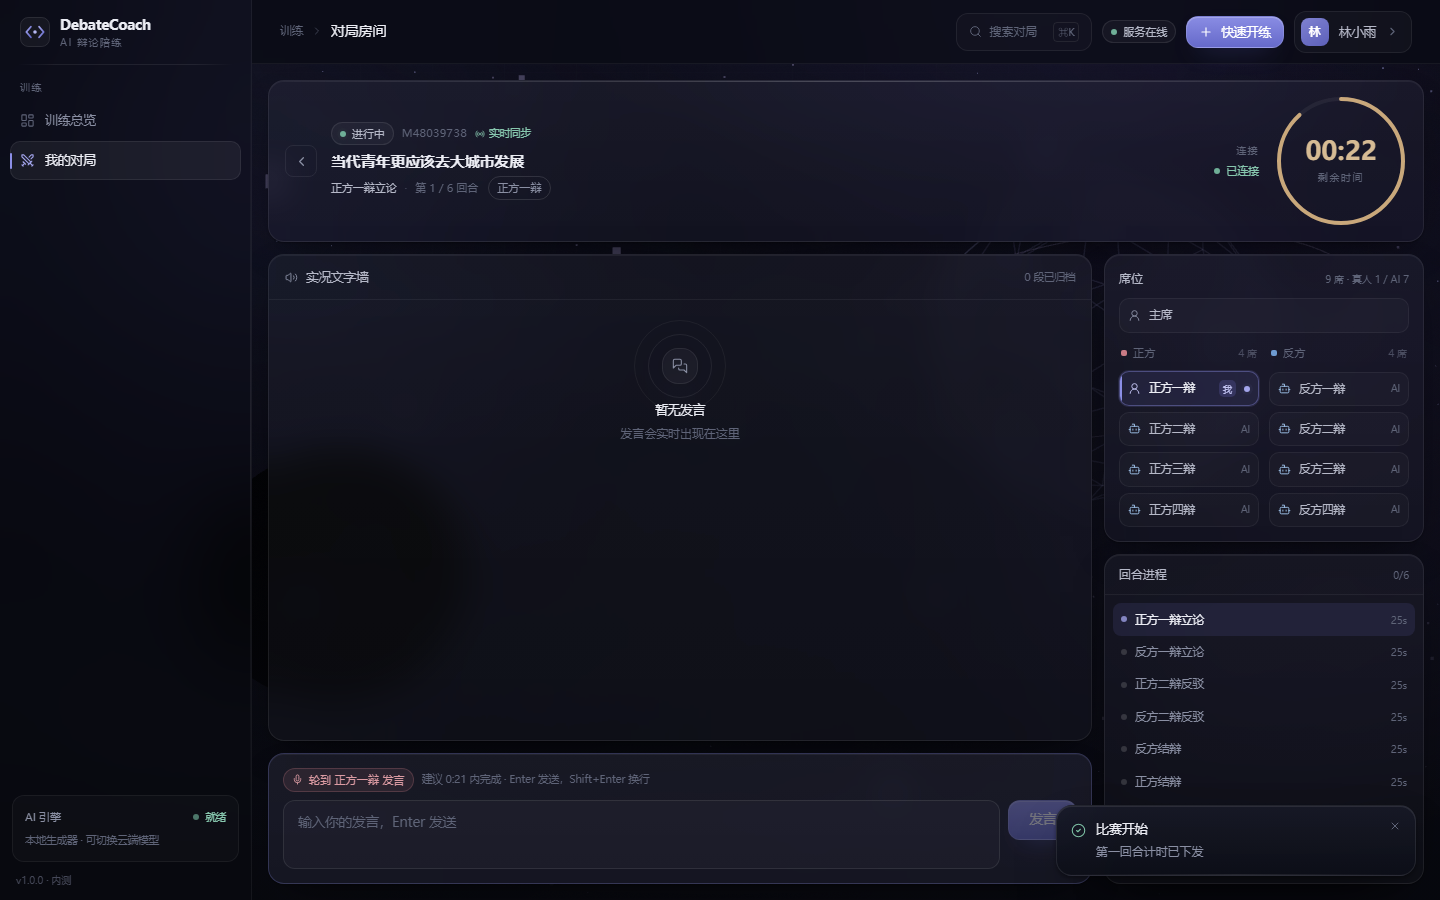 DebateCoach
AI 辩论陪练
训练
训练总览
我的对局
AI 引擎
就绪
本地生成器 · 可切换云端模型
v1.0.0 · 内测
训练
对局房间
搜索对局
⌘K
服务在线
快速开练
林
林小雨
进行中
M48039738
实时同步
当代青年更应该去大城市发展
正方一辩立论 · 第 1 / 6 回合
正方一辩
连接
已连接
00:22
剩余时间
实况文字墙
0 段已归档
暂无发言
发言会实时出现在这里
轮到 正方一辩 发言
建议 0:21 内完成 · Enter 发送，Shift+Enter 换行
输入你的发言，Enter 发送
发言
席位
9 席 · 真人 1 / AI 7
主席
正方
4 席
反方
4 席
正方一辩
我
反方一辩
AI
正方二辩
AI
反方二辩
AI
正方三辩
AI
反方三辩
AI
正方四辩
AI
反方四辩
AI
回合进程
0/6
正方一辩立论
25s
反方一辩立论
25s
正方二辩反驳
25s
反方二辩反驳
25s
反方结辩
25s
正方结辩
25s
比赛开始
第一回合计时已下发